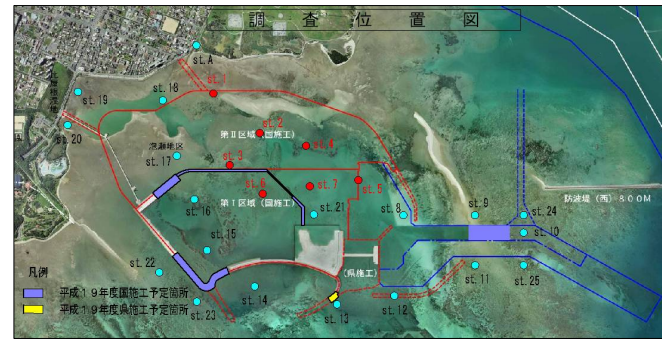 調査位置図
st.A
st.1
st.18
st.19
st.20
st.2
第Ⅱ区域(国施工)
st.4
泡瀬地区
st.17
st.3
st.6
st.7
st.5
第Ⅰ区域(国施工)
st.16
st.21
st.8
st.9
st.24
防波堤(西)-800M
st.10
st.15
(県施工)
st.22
st.11
st.25
凡例
平成19年度国施工予定箇所
平成19年度県施工予定箇所
st.14
st.23
st.13
st.12